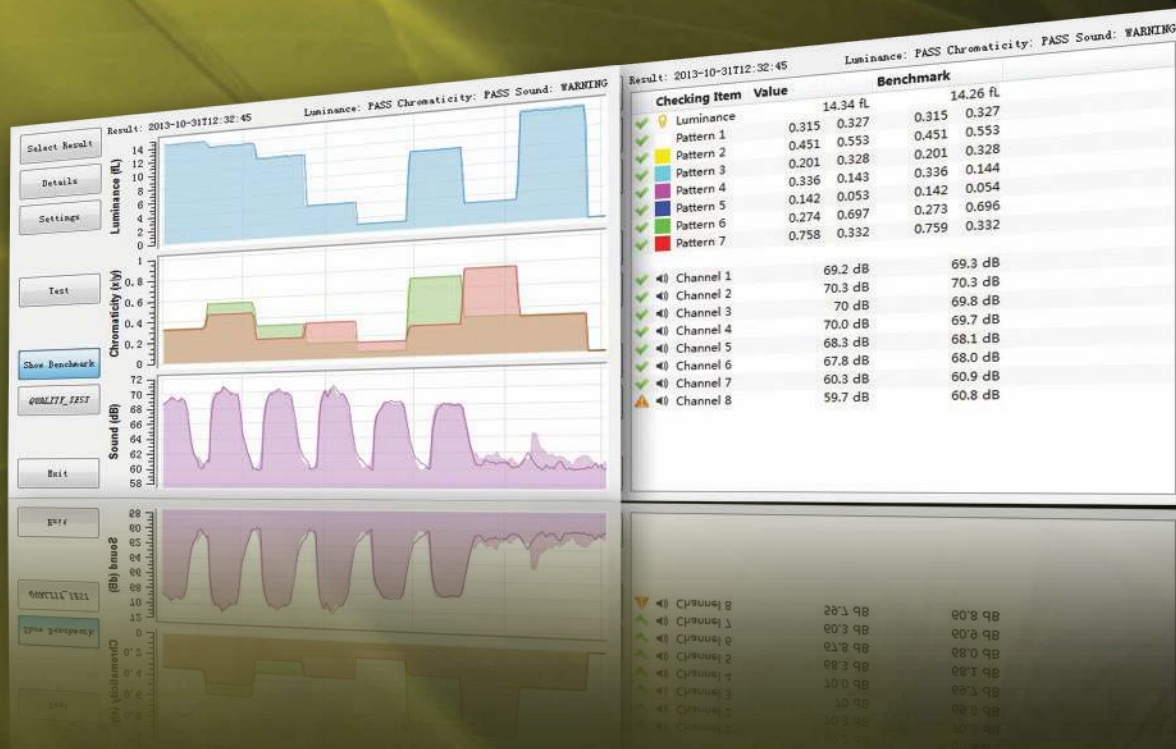 Result: 2013-10-31T12:32:45 Luminance: PASS Chromaticity: PASS Sound: WARNING
Select Result
Details
Settings
Test
Show Benchmark
Exit
Luminance (fL)
14
12
10
8
6
4
2
0
Chromaticity (x|y)
1
0.8
0.6
0.4
0.2
0
Sound (dB)
72
70
68
66
64
62
60
58
Result: 2013-10-31T12:32:45 Luminance: PASS Chromaticity: PASS Sound: WARNING
Checking Item Value Benchmark
Luminance 14.34 fL 14.26 fL
Pattern 1 0.315 0.327 0.315 0.327
Pattern 2 0.451 0.553 0.451 0.553
Pattern 3 0.201 0.328 0.201 0.328
Pattern 4 0.336 0.143 0.336 0.144
Pattern 5 0.142 0.053 0.142 0.054
Pattern 6 0.274 0.697 0.273 0.696
Pattern 7 0.758 0.332 0.759 0.332
Channel 1 69.2 dB 69.3 dB
Channel 2 70.3 dB 70.3 dB
Channel 3 70 dB 69.8 dB
Channel 4 70.0 dB 69.7 dB
Channel 5 68.3 dB 68.1 dB
Channel 6 67.8 dB 68.0 dB
Channel 7 60.3 dB 60.9 dB
Channel 8 59.7 dB 60.8 dB